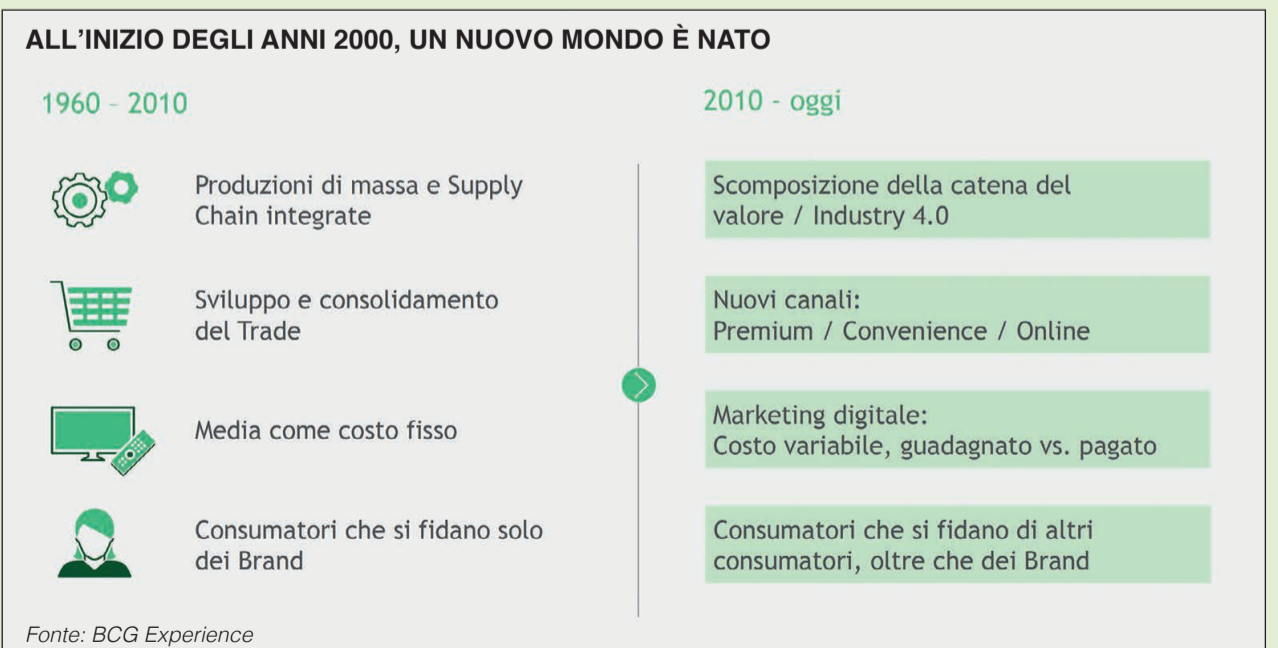 ALL'INIZIO DEGLI ANNI 2000, UN NUOVO MONDO È NATO
1960 – 2010
2010 - oggi
Produzioni di massa e Supply
Chain integrate
Scomposizione della catena del
valore / Industry 4.0
Sviluppo e consolidamento
del Trade
Nuovi canali:
Premium / Convenience / Online
Media come costo fisso
Marketing digitale:
Costo variabile, guadagnato vs. pagato
Consumatori che si fidano solo
dei Brand
Consumatori che si fidano di altri
consumatori, oltre che dei Brand
Fonte: BCG Experience